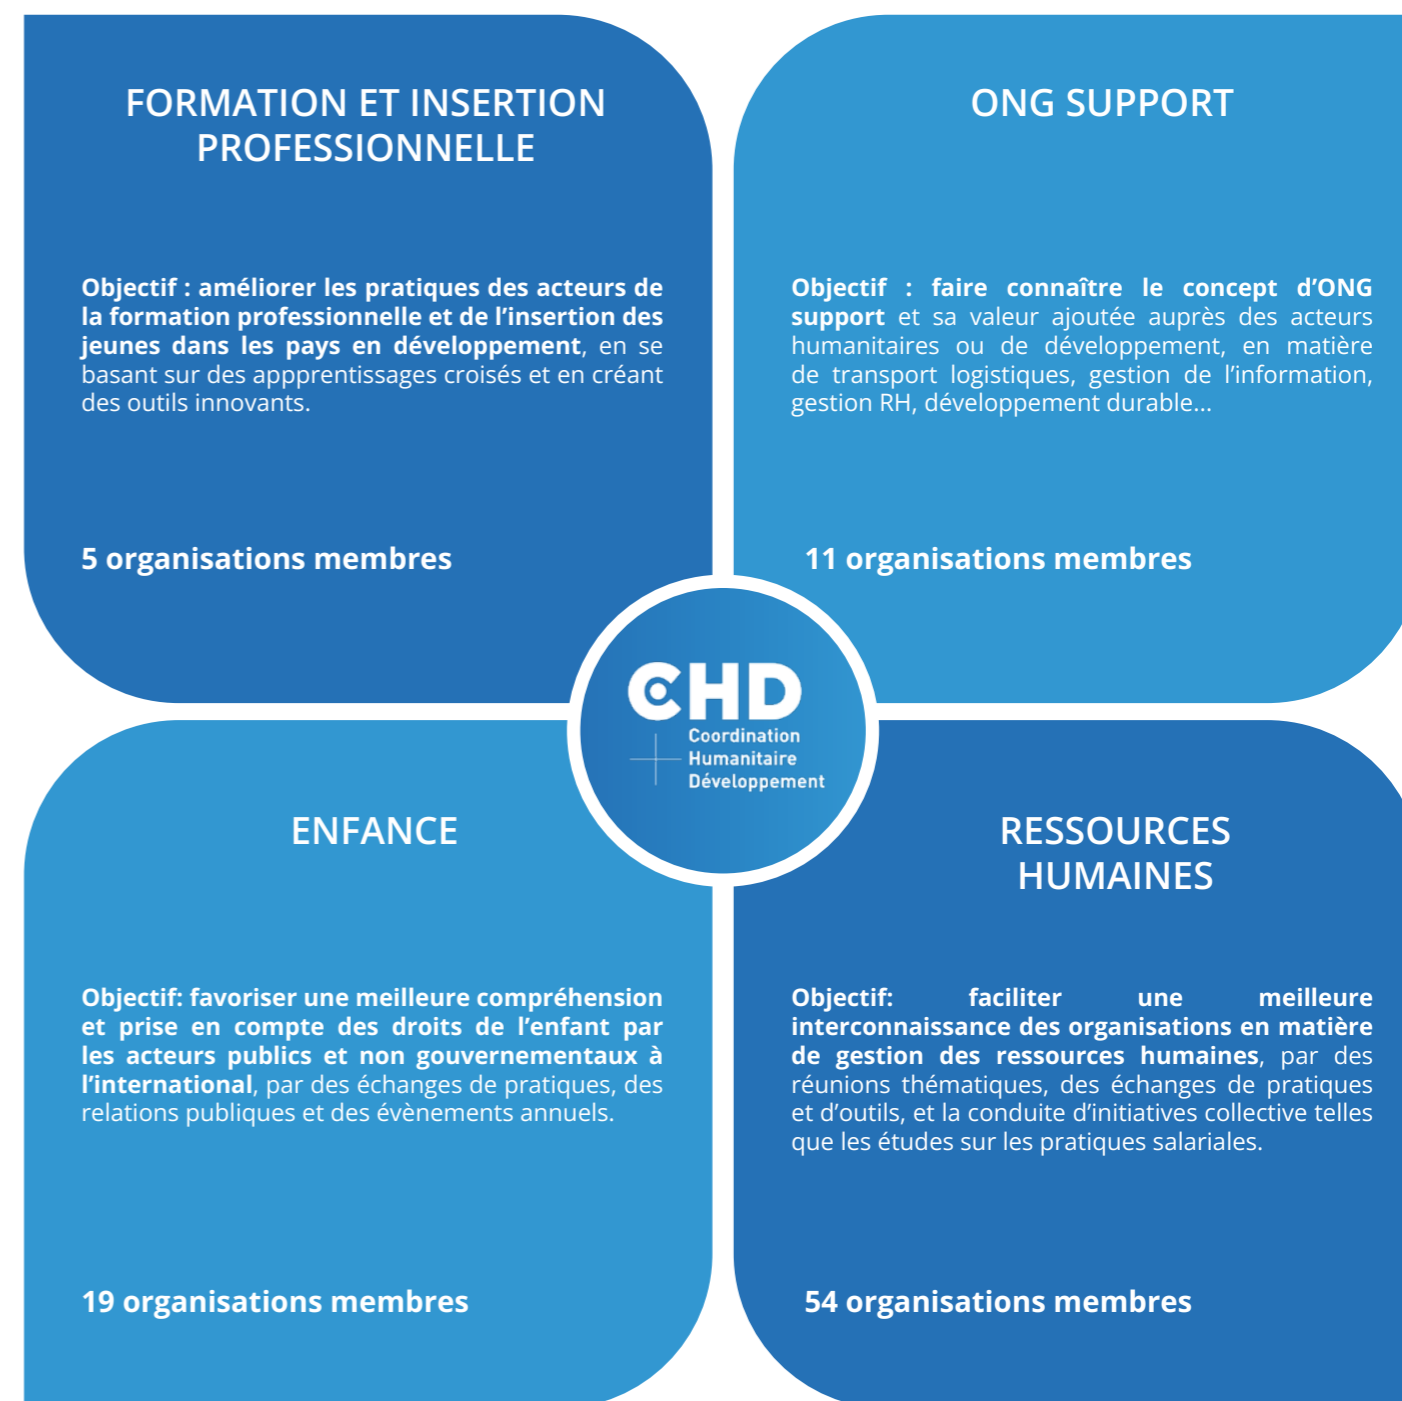 FORMATION ET INSERTION
PROFESSIONNELLE
Objectif : améliorer les pratiques des acteurs de
la formation professionnelle et de l’insertion des
jeunes dans les pays en développement, en se
basant sur des appprentissages croisés et en créant
des outils innovants.
5 organisations membres
ONG SUPPORT
Objectif : faire connaître le concept d’ONG
support et sa valeur ajoutée auprès des acteurs
humanitaires ou de développement, en matière
de transport logistiques, gestion de l’information,
gestion RH, développement durable...
11 organisations membres
CHD
Coordination
Humanitaire
Développement
ENFANCE
Objectif: favoriser une meilleure compréhension
et prise en compte des droits de l’enfant par
les acteurs publics et non gouvernementaux à
l’international, par des échanges de pratiques, des
relations publiques et des évènements annuels.
19 organisations membres
RESSOURCES
HUMAINES
Objectif: faciliter une meilleure
interconnaissance des organisations en matière
de gestion des ressources humaines, par des
réunions thématiques, des échanges de pratiques
et d’outils, et la conduite d’initiatives collective telles
que les études sur les pratiques salariales.
54 organisations membres